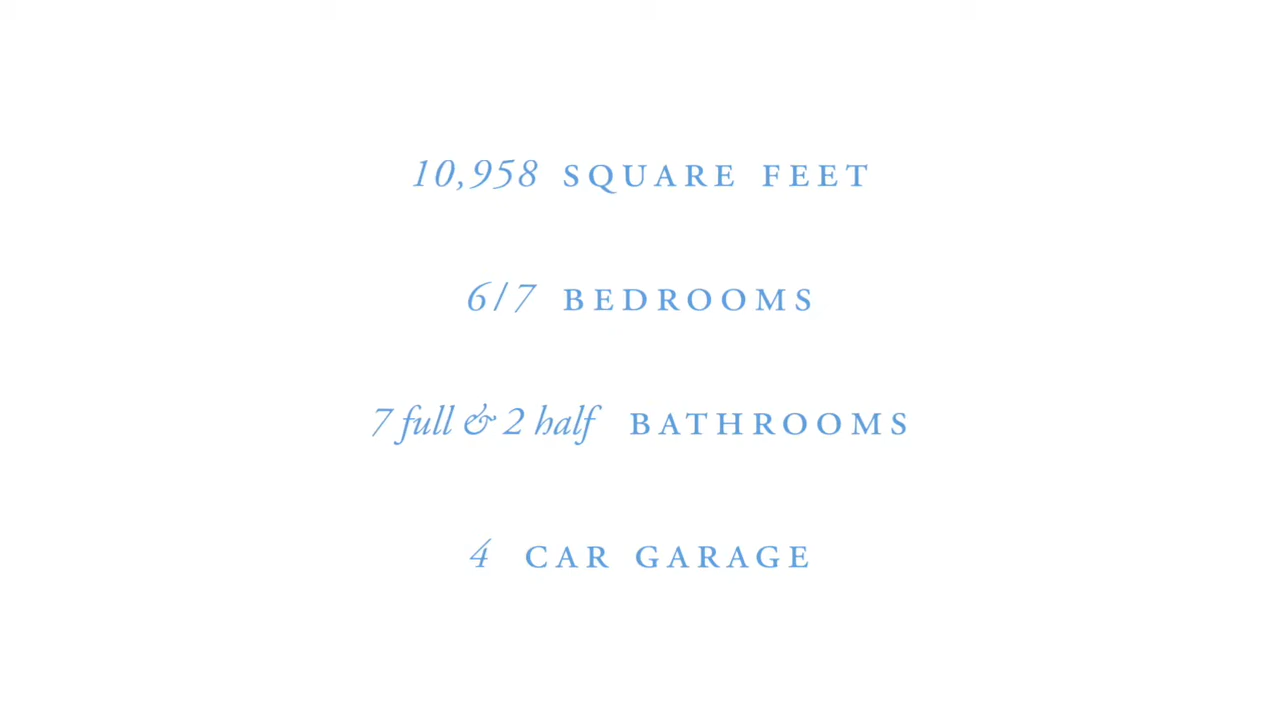 10,958 SQUARE FEET
6/7 BEDROOMS
7 full & 2 half BATHROOMS
4 CAR GARAGE